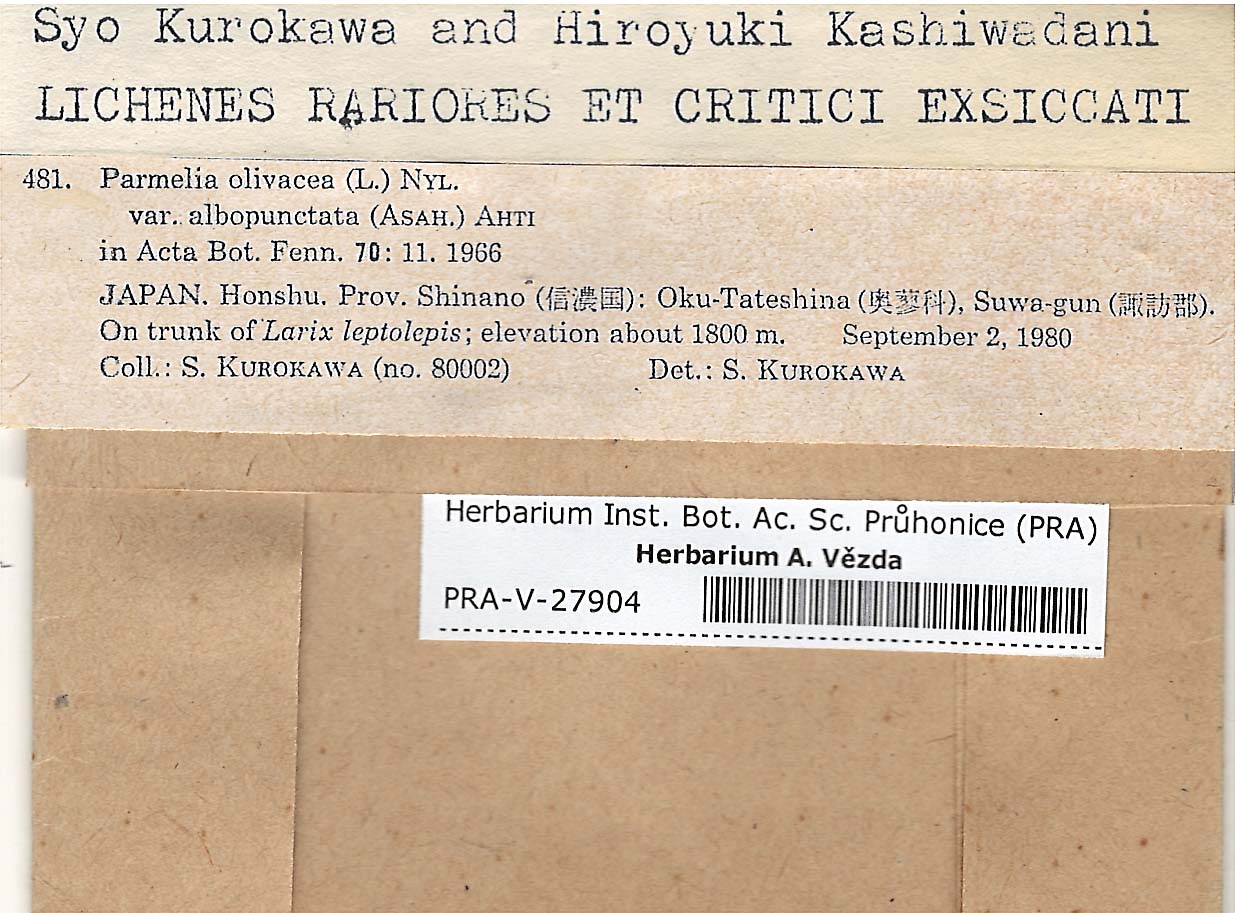 Syo Kurokawa and Hiroyuki Kashiwadani
LICHENES RARIORES ET CRITICI EXSICCATI
481. Parmelia olivacea (L.) NYL.
var. albopunctata (ASAH.) AHTI
in Acta Bot. Fenn. 70: 11. 1966
JAPAN. Honshu. Prov. Shinano (信濃国): Oku-Tateshina (奥蓼科), Suwa-gun (諏訪郡).
On trunk of Larix leptolepis; elevation about 1800 m. September 2, 1980
Coll.: S. KUROKAWA (no. 80002) Det.: S. KUROKAWA
Herbarium Inst. Bot. Ac. Sc. Průhonice (PRA)
Herbarium A. Vězda
PRA-V-27904